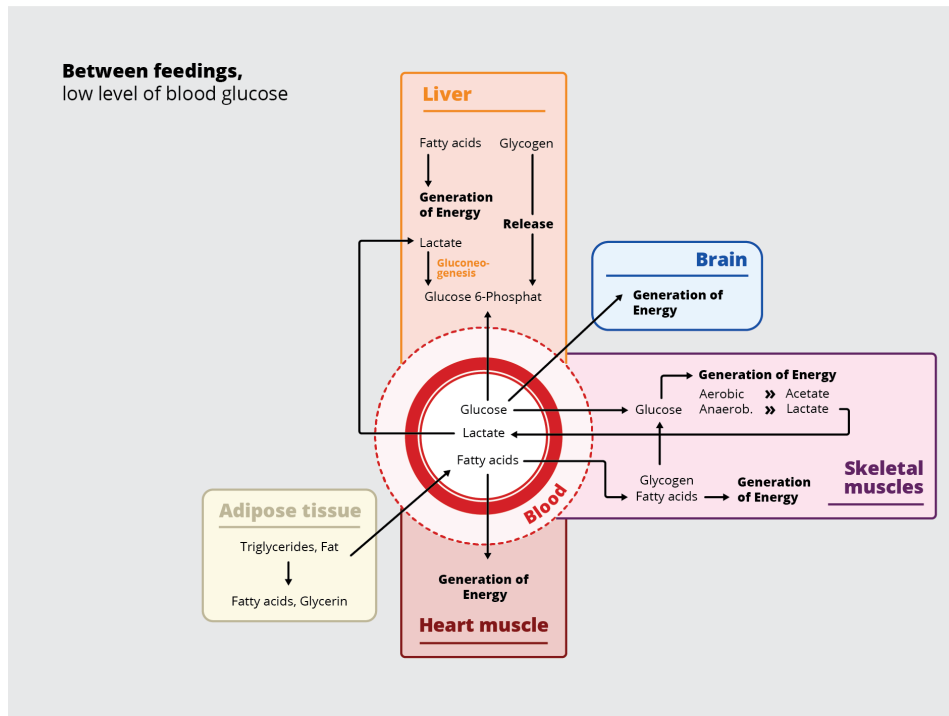 Between feedings,
low level of blood glucose
Liver
Fatty acids
Glycogen
Generation
of Energy
Release
Lactate
Gluconeo-
genesis
Glucose 6-Phosphat
Brain
Generation of
Energy
Glucose
Lactate
Fatty acids
Blood
Generation of Energy
Glucose
Aerobic » Acetate
Anaerob. » Lactate
Glycogen
Fatty acids
Generation
of Energy
Skeletal
muscles
Adipose tissue
Triglycerides, Fat
Fatty acids, Glycerin
Generation of
Energy
Heart muscle